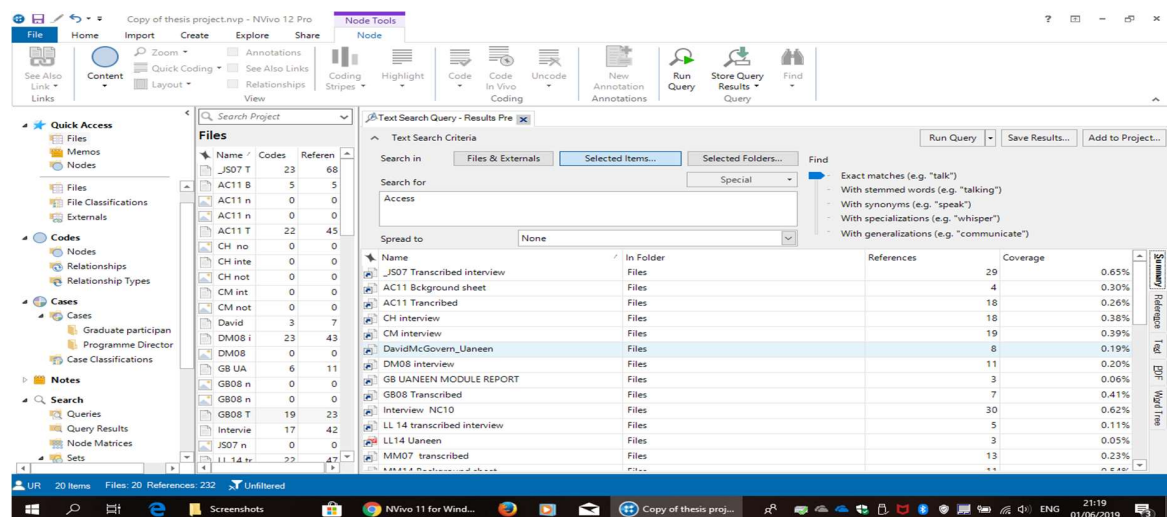 Copy of thesis project.nvp - NVivo 12 Pro
Node Tools
File Home Import Create Explore Share Node
See Also Link
Content
Zoom
Quick Coding
Layout
Annotations
See Also Links
Relationships
Coding Stripes
Highlight
Code
Code In Vivo
Uncode
New Annotation
Run Query
Store Query Results
Find
Links View Coding Annotations Query
Quick Access
Files
Memos
Nodes
Files
File Classifications
Externals
Codes
Nodes
Relationships
Relationship Types
Cases
Cases
Graduate participan
Programme Director
Case Classifications
Notes
Search
Queries
Query Results
Node Matrices
Sets
Search Project
Files
Name Codes Referen
_JS07 T 23 68
AC11 B 5 5
AC11 n 0 0
AC11 n 0 0
AC11 T 22 45
CH no 0 0
CH inte 0 0
CH not 0 0
CM int 0 0
CM not 0 0
David 3 7
DM08 i 23 43
DM08 0 0
GB UA 6 11
GB08 n 0 0
GB08 n 0 0
GB08 T 19 23
Intervie 17 42
JS07 n 0 0
LL 14 tr 22 47
Text Search Query - Results Pre
Text Search Criteria Run Query Save Results... Add to Project...
Search in Files & Externals Selected Items... Selected Folders... Find
Search for Special
Access
Exact matches (e.g. "talk")
With stemmed words (e.g. "talking")
With synonyms (e.g. "speak")
With specializations (e.g. "whisper")
With generalizations (e.g. "communicate")
Spread to None
Name In Folder References Coverage
_JS07 Transcribed interview Files 29 0.65%
AC11 Bckground sheet Files 4 0.30%
AC11 Trancribed Files 18 0.26%
CH interview Files 18 0.38%
CM interview Files 19 0.39%
DavidMcGovern_Uaneen Files 8 0.19%
DM08 interview Files 11 0.20%
GB UANEEN MODULE REPORT Files 3 0.06%
GB08 Transcribed Files 7 0.41%
Interview NC10 Files 30 0.62%
LL 14 transcribed interview Files 5 0.11%
LL14 Uaneen Files 3 0.05%
MM07 transcribed Files 13 0.23%
MM14 Background sheet Files 11 0.54%
Summary
Reference
Text
PDF
Word Tree
UR 20 Items Files: 20 References: 232 Unfiltered
Screenshots
NVivo 11 for Wind...
Copy of thesis proj...
ENG
21:19
01/06/2019